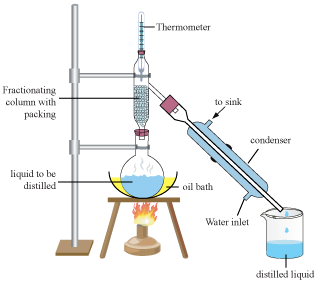 Thermometer
Fractionating
column with
packing
to sink
condenser
liquid to be
distilled
oil bath
Water inlet
distilled liquid